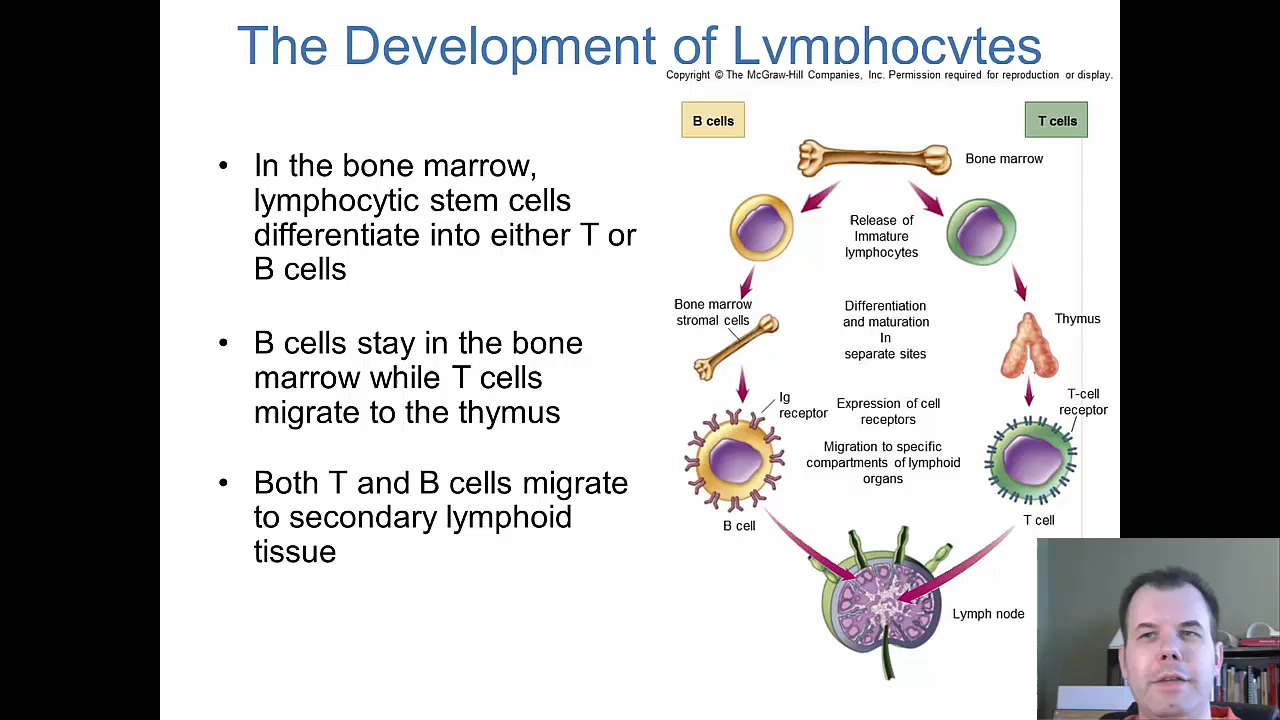 The Development of Lymphocytes
Copyright © The McGraw-Hill Companies, Inc. Permission required for reproduction or display.
• In the bone marrow,
lymphocytic stem cells
differentiate into either T or
B cells
• B cells stay in the bone
marrow while T cells
migrate to the thymus
• Both T and B cells migrate
to secondary lymphoid
tissue
B cells
T cells
Bone marrow
Release of
Immature
lymphocytes
Bone marrow
stromal cells
Differentiation
and maturation
In
separate sites
Thymus
Ig
receptor
Expression of cell
receptors
T-cell
receptor
Migration to specific
compartments of lymphoid
organs
B cell
T cell
Lymph node